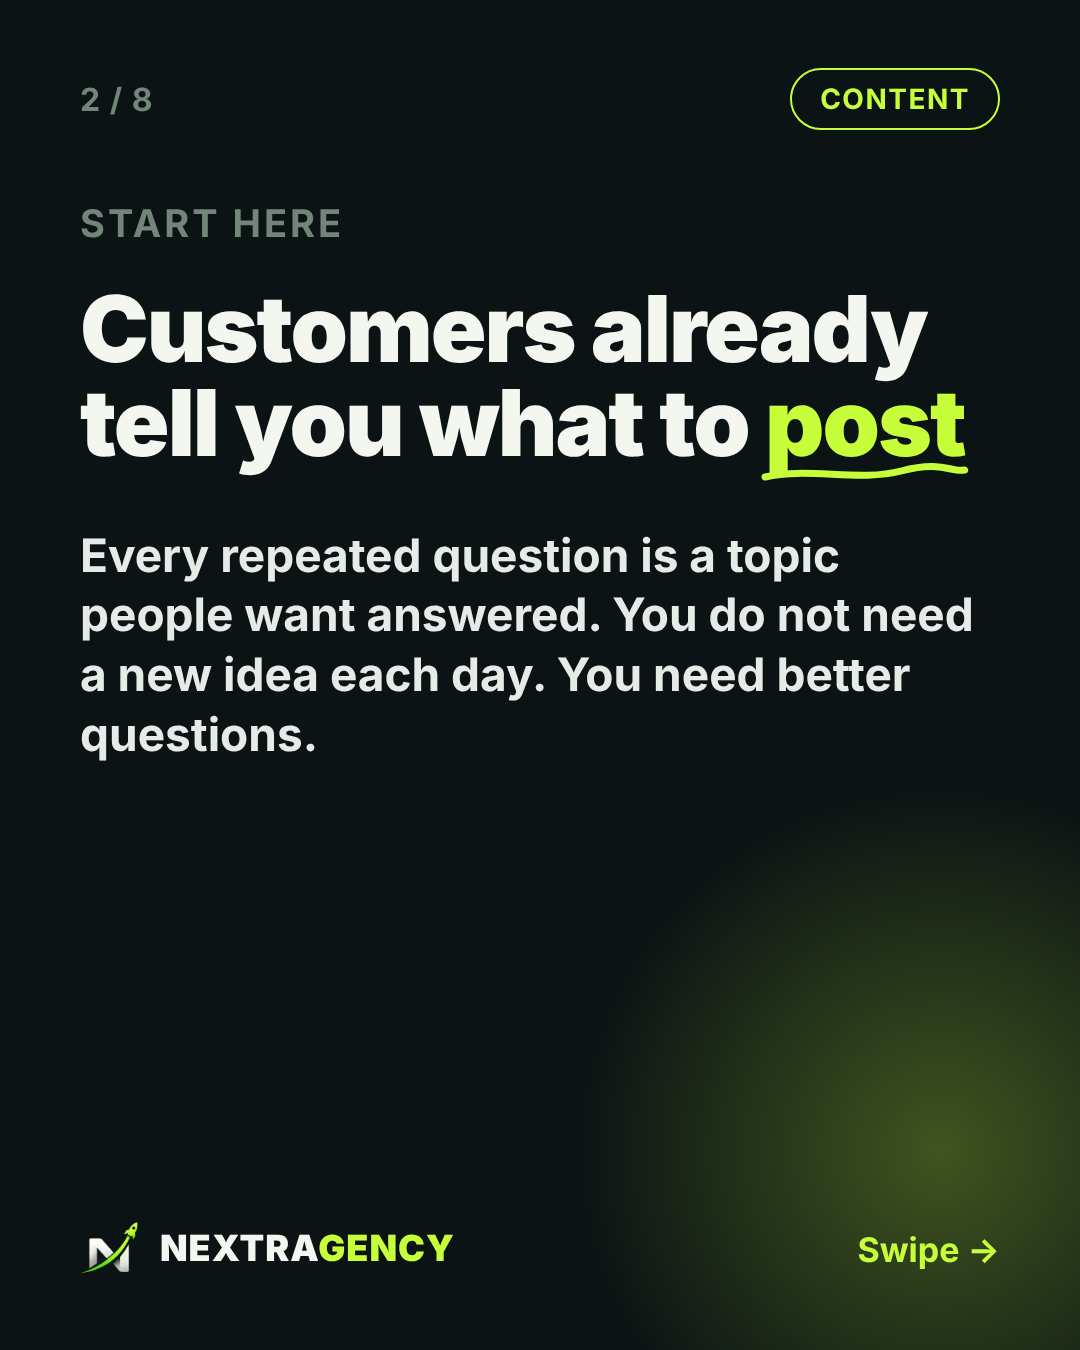 2 / 8
CONTENT
START HERE
Customers already
tell you what to post
Every repeated question is a topic
people want answered. You do not need
a new idea each day. You need better
questions.
NEXTRAGENCY
Swipe →